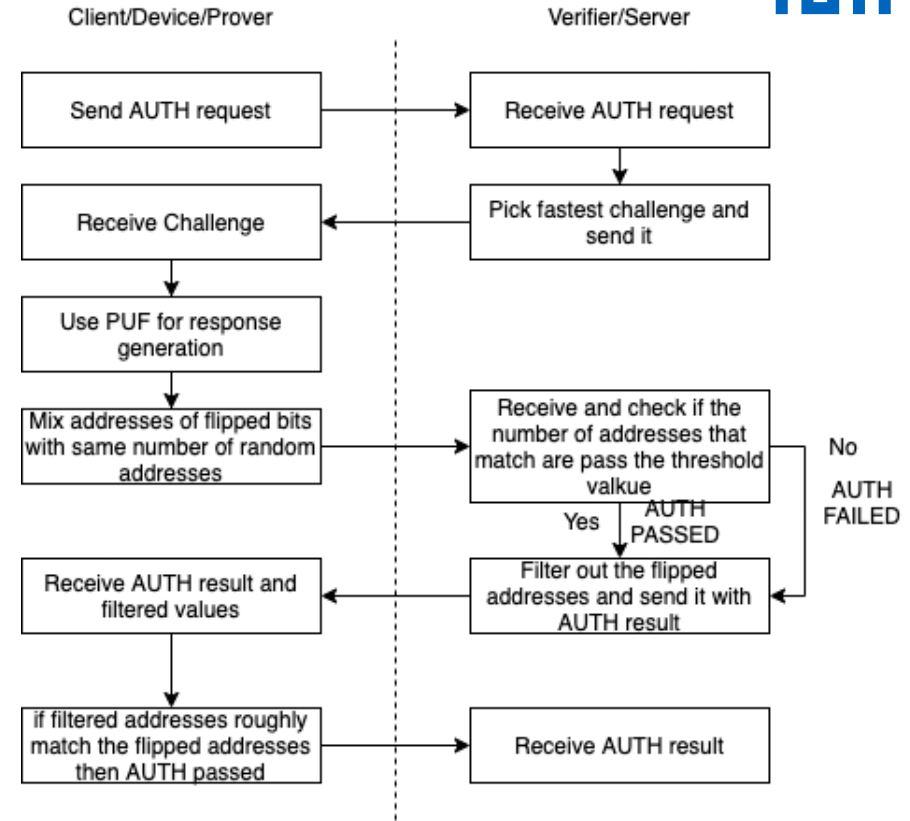 Client/Device/Prover
Verifier/Server
Send AUTH request
Receive AUTH request
Receive Challenge
Pick fastest challenge and
send it
Use PUF for response
generation
Mix addresses of flipped bits
with same number of random
addresses
Receive and check if the
number of addresses that
match are pass the threshold
valkue
No
AUTH
FAILED
Yes
AUTH
PASSED
Receive AUTH result and
filtered values
Filter out the flipped
addresses and send it with
AUTH result
if filtered addresses roughly
match the flipped addresses
then AUTH passed
Receive AUTH result